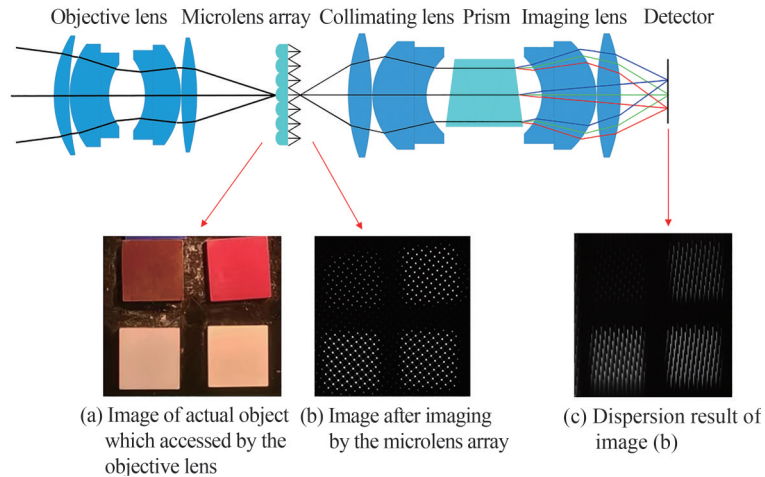 Objective lens Microlens array Collimating lens Prism Imaging lens Detector
(a) Image of actual object
which accessed by the
objective lens
(b) Image after imaging
by the microlens array
(c) Dispersion result of
image (b)